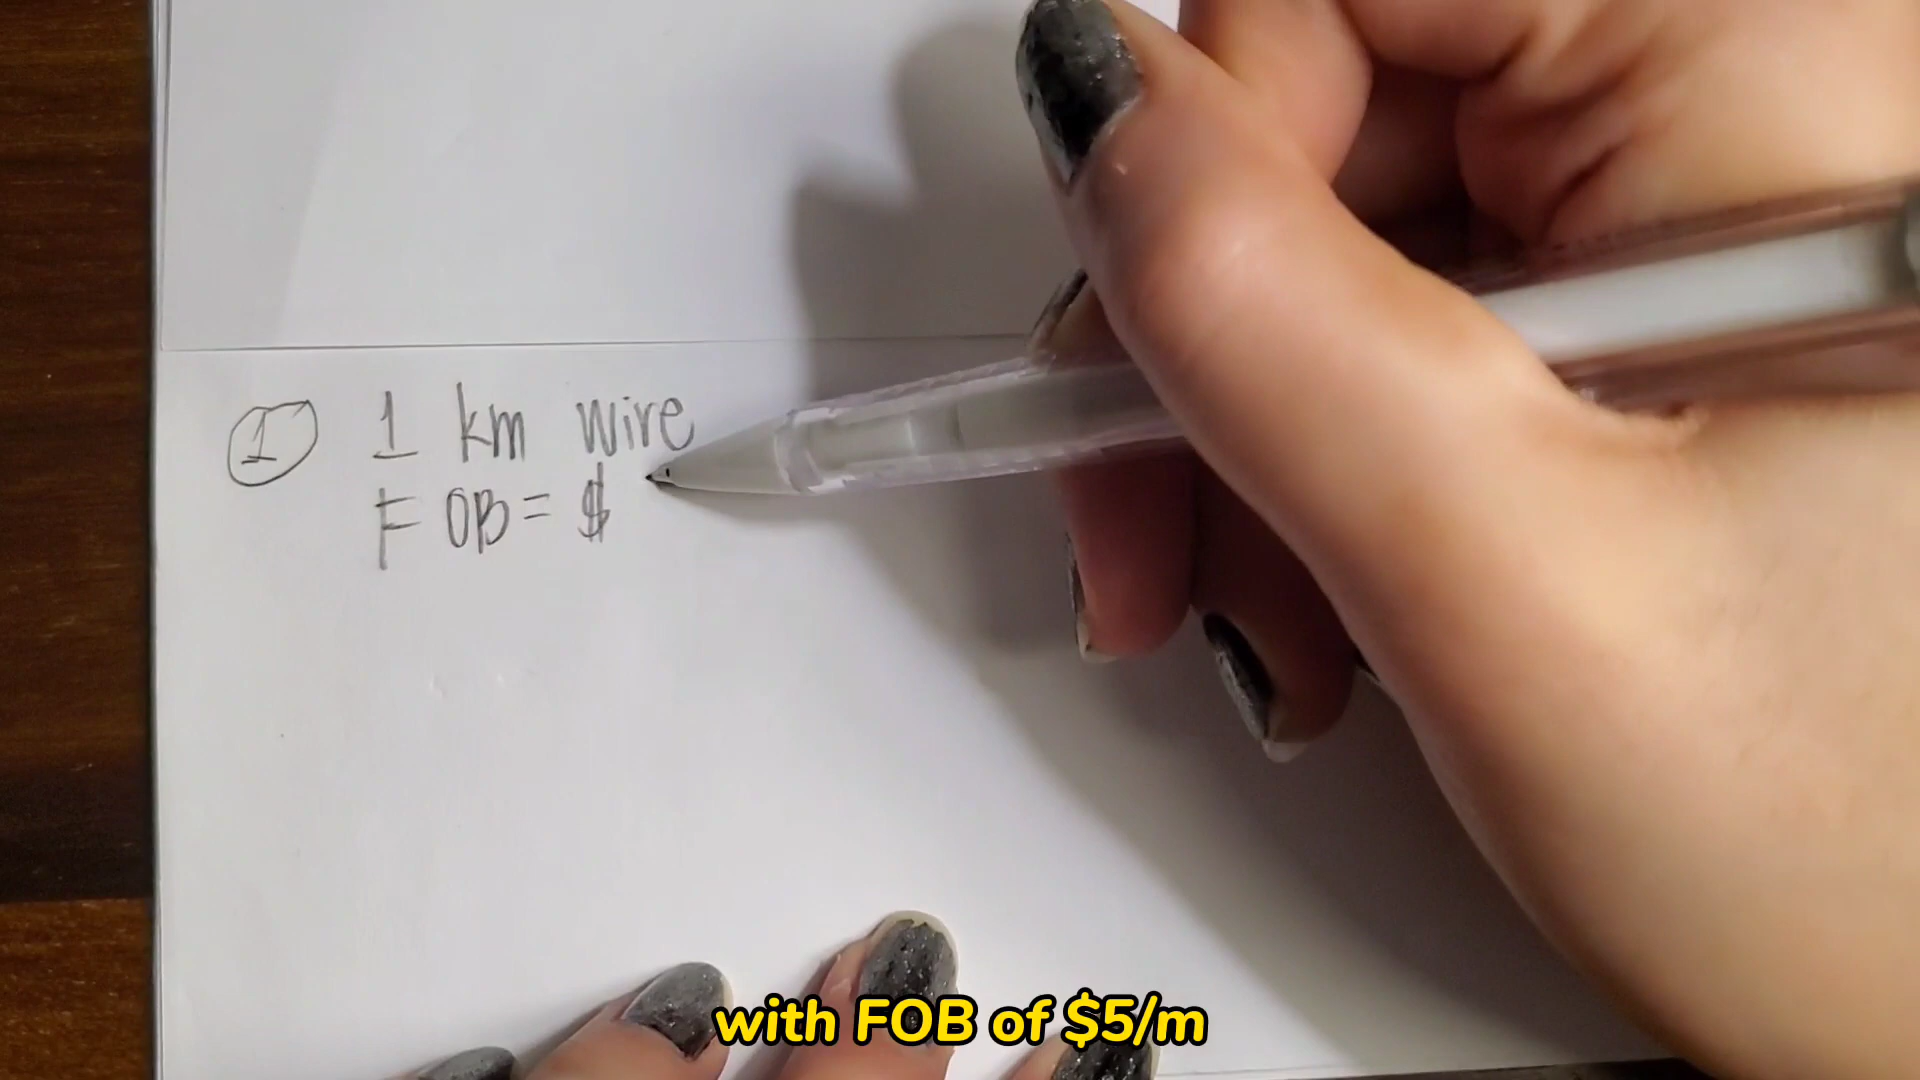 ① 1 km wire
FOB = $
with FOB of $5/m